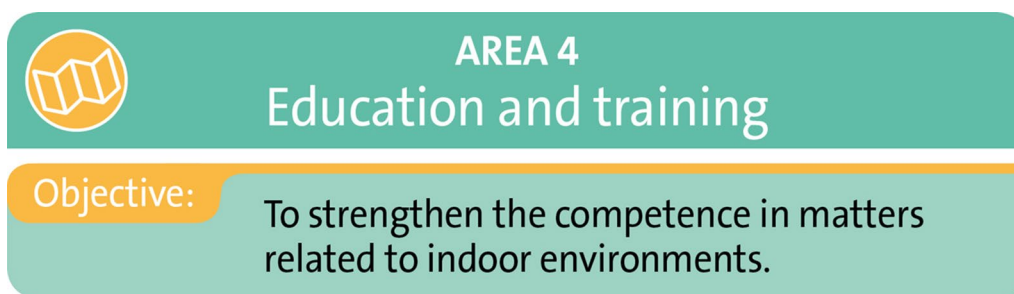 AREA 4
Education and training
Objective:
To strengthen the competence in matters
related to indoor environments.